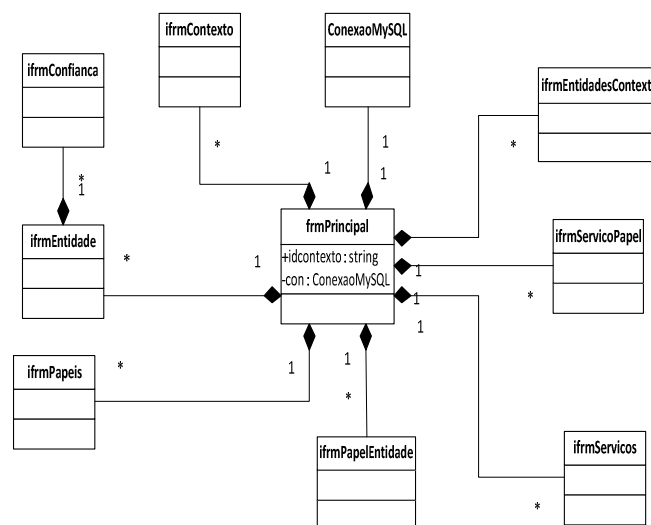 ifrmContexto
ConexaoMySQL
ifrmConfianca
ifrmEntidadesContext
*
1
*
*
*
1
1
1
ifrmEntidade
frmPrincipal
ifrmServicoPapel
+idcontexto : string
-con : ConexaoMySQL
*
1
1
*
1
1
ifrmPapeis
*
1
1
*
ifrmPapelEntidade
ifrmServicos
*